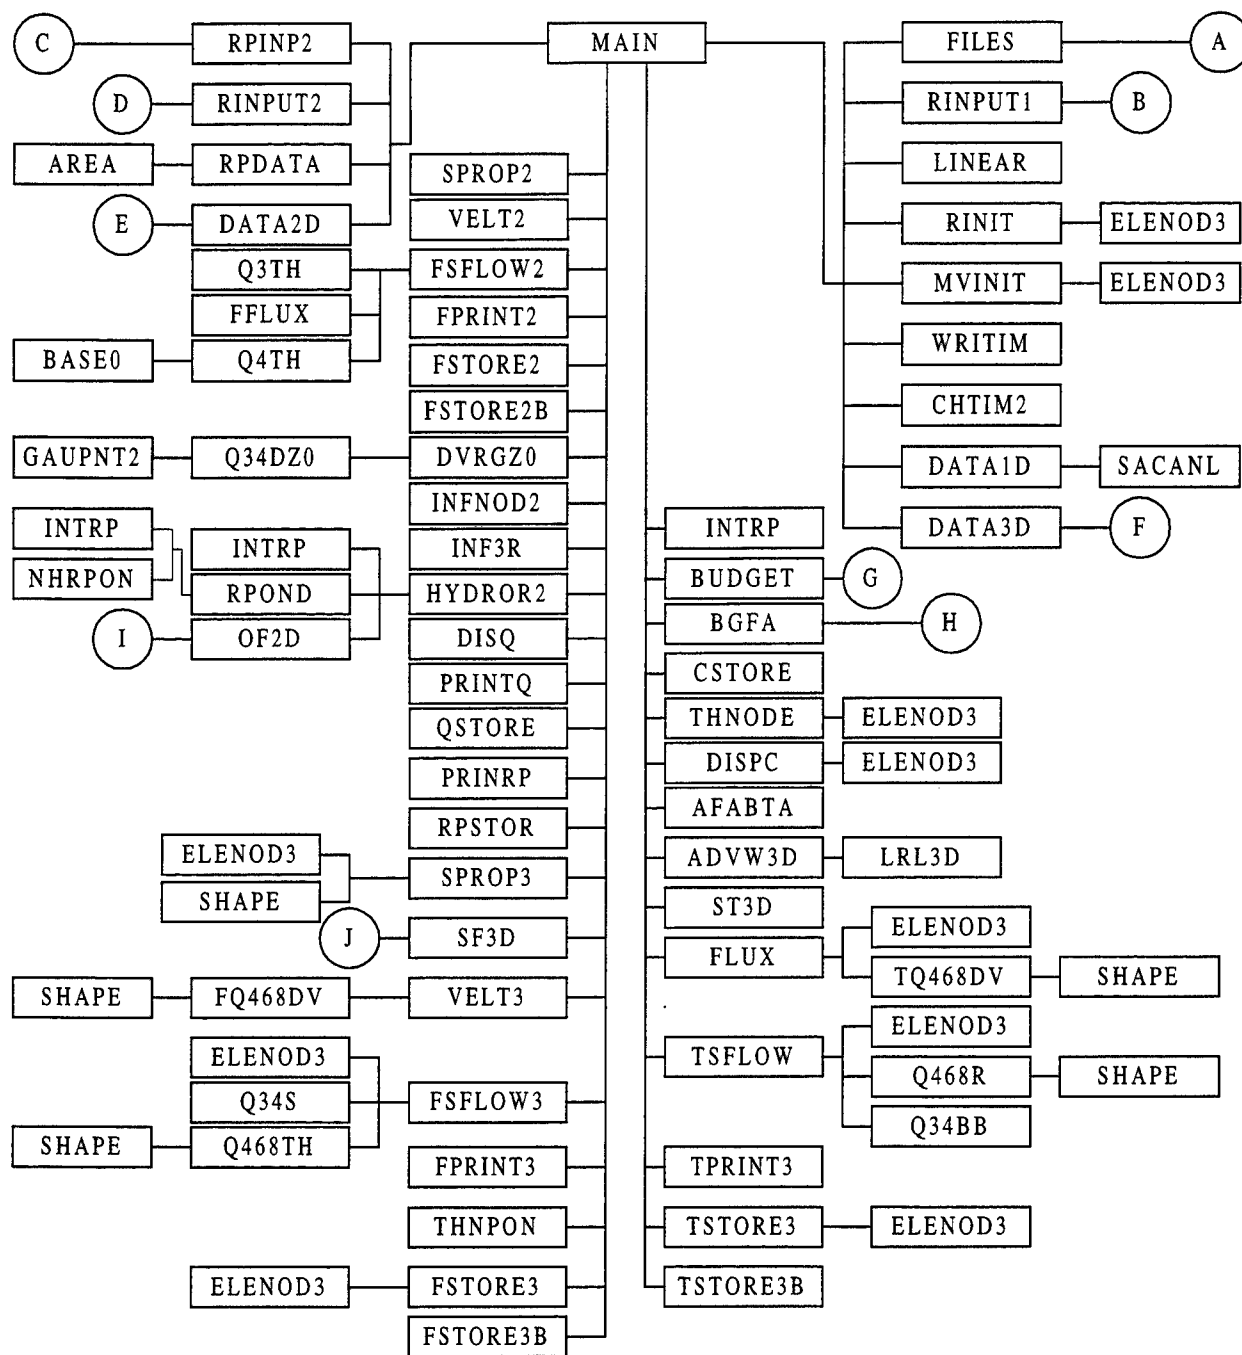 C RPINP2 MAIN FILES A
D RINPUT2 RINPUT1 B
AREA RPDATA SPROP2 LINEAR
E DATA2D VELT2 RINIT ELENOD3
Q3TH FSFLOW2 MVINIT ELENOD3
FFLUX FPRINT2
BASE0 Q4TH FSTORE2 WRITIM
FSTORE2B CHTIM2
GAUPNT2 Q34DZ0 DVRGZ0 DATA1D SACANL
INFNOD2
INTRP INTRP DATA3D F
INTRP INF3R
NHRPON RPOND HYDROR2 BUDGET G
I OF2D DISQ BGFA H
PRINTQ CSTORE
QSTORE THNODE ELENOD3
PRINRP DISPC ELENOD3
RPSTOR AFABTA
ELENOD3 SPROP3 ADVW3D LRL3D
SHAPE ST3D
J SF3D FLUX ELENOD3
SHAPE FQ468DV VELT3 TQ468DV SHAPE
ELENOD3 TSFLOW ELENOD3
Q34S FSFLOW3 Q468R SHAPE
SHAPE Q468TH Q34BB
FPRINT3 TPRINT3
THNPON TSTORE3 ELENOD3
ELENOD3 FSTORE3 TSTORE3B
FSTORE3B